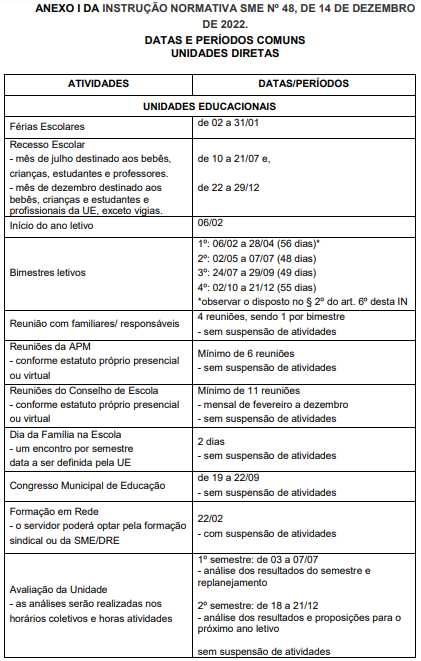 ANEXO I DA INSTRUÇÃO NORMATIVA SME Nº 48, DE 14 DE DEZEMBRO
DE 2022.
DATAS E PERÍODOS COMUNS
UNIDADES DIRETAS
ATIVIDADES DATAS/PERÍODOS
UNIDADES EDUCACIONAIS
Férias Escolares
de 02 a 31/01
Recesso Escolar
- mês de julho destinado aos bebês,
crianças, estudantes e professores.
- mês de dezembro destinado aos
bebês, crianças e estudantes e
profissionais da UE, exceto vigias.
de 10 a 21/07 e,
de 22 a 29/12
Início do ano letivo
06/02
Bimestres letivos
1º: 06/02 a 28/04 (56 dias)*
2º: 02/05 a 07/07 (48 dias)
3º: 24/07 a 29/09 (49 dias)
4º: 02/10 a 21/12 (55 dias)
*observar o disposto no § 2º do art. 6º desta IN
Reunião com familiares/ responsáveis
4 reuniões, sendo 1 por bimestre
- sem suspensão de atividades
Reuniões da APM
- conforme estatuto próprio presencial
ou virtual
Mínimo de 6 reuniões
- sem suspensão de atividades
Reuniões do Conselho de Escola
- conforme estatuto próprio presencial
ou virtual
Mínimo de 11 reuniões
- mensal de fevereiro a dezembro
- sem suspensão de atividades
Dia da Família na Escola
- um encontro por semestre
data a ser definida pela UE
2 dias
- sem suspensão de atividades
Congresso Municipal de Educação
de 19 a 22/09
- sem suspensão de atividades
Formação em Rede
- o servidor poderá optar pela formação
sindical ou da SME/DRE
22/02
- com suspensão de atividades
Avaliação da Unidade
- as análises serão realizadas nos
horários coletivos e horas atividades
1º semestre: de 03 a 07/07
- análise dos resultados do semestre e
replanejamento
2º semestre: de 18 a 21/12
- análise dos resultados e proposições para o
próximo ano letivo
sem suspensão de atividades